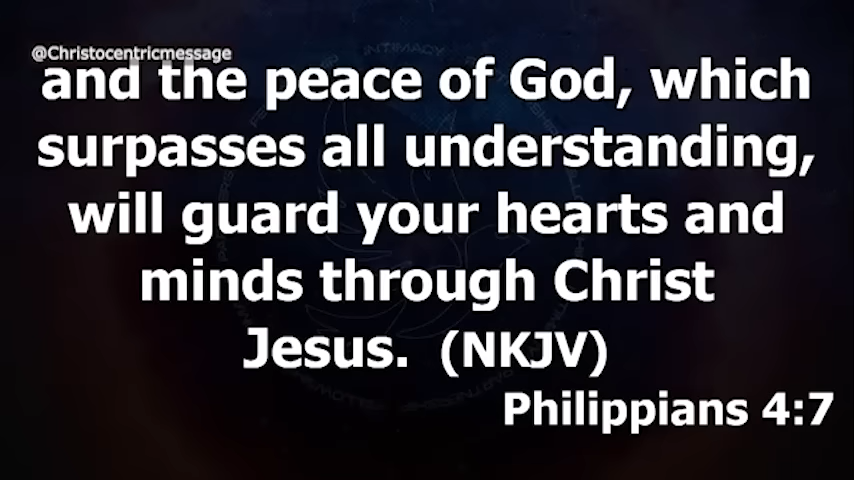 @Christocentricmessage
and the peace of God, which
surpasses all understanding,
will guard your hearts and
minds through Christ
Jesus. (NKJV)
Philippians 4:7
INTIMACY